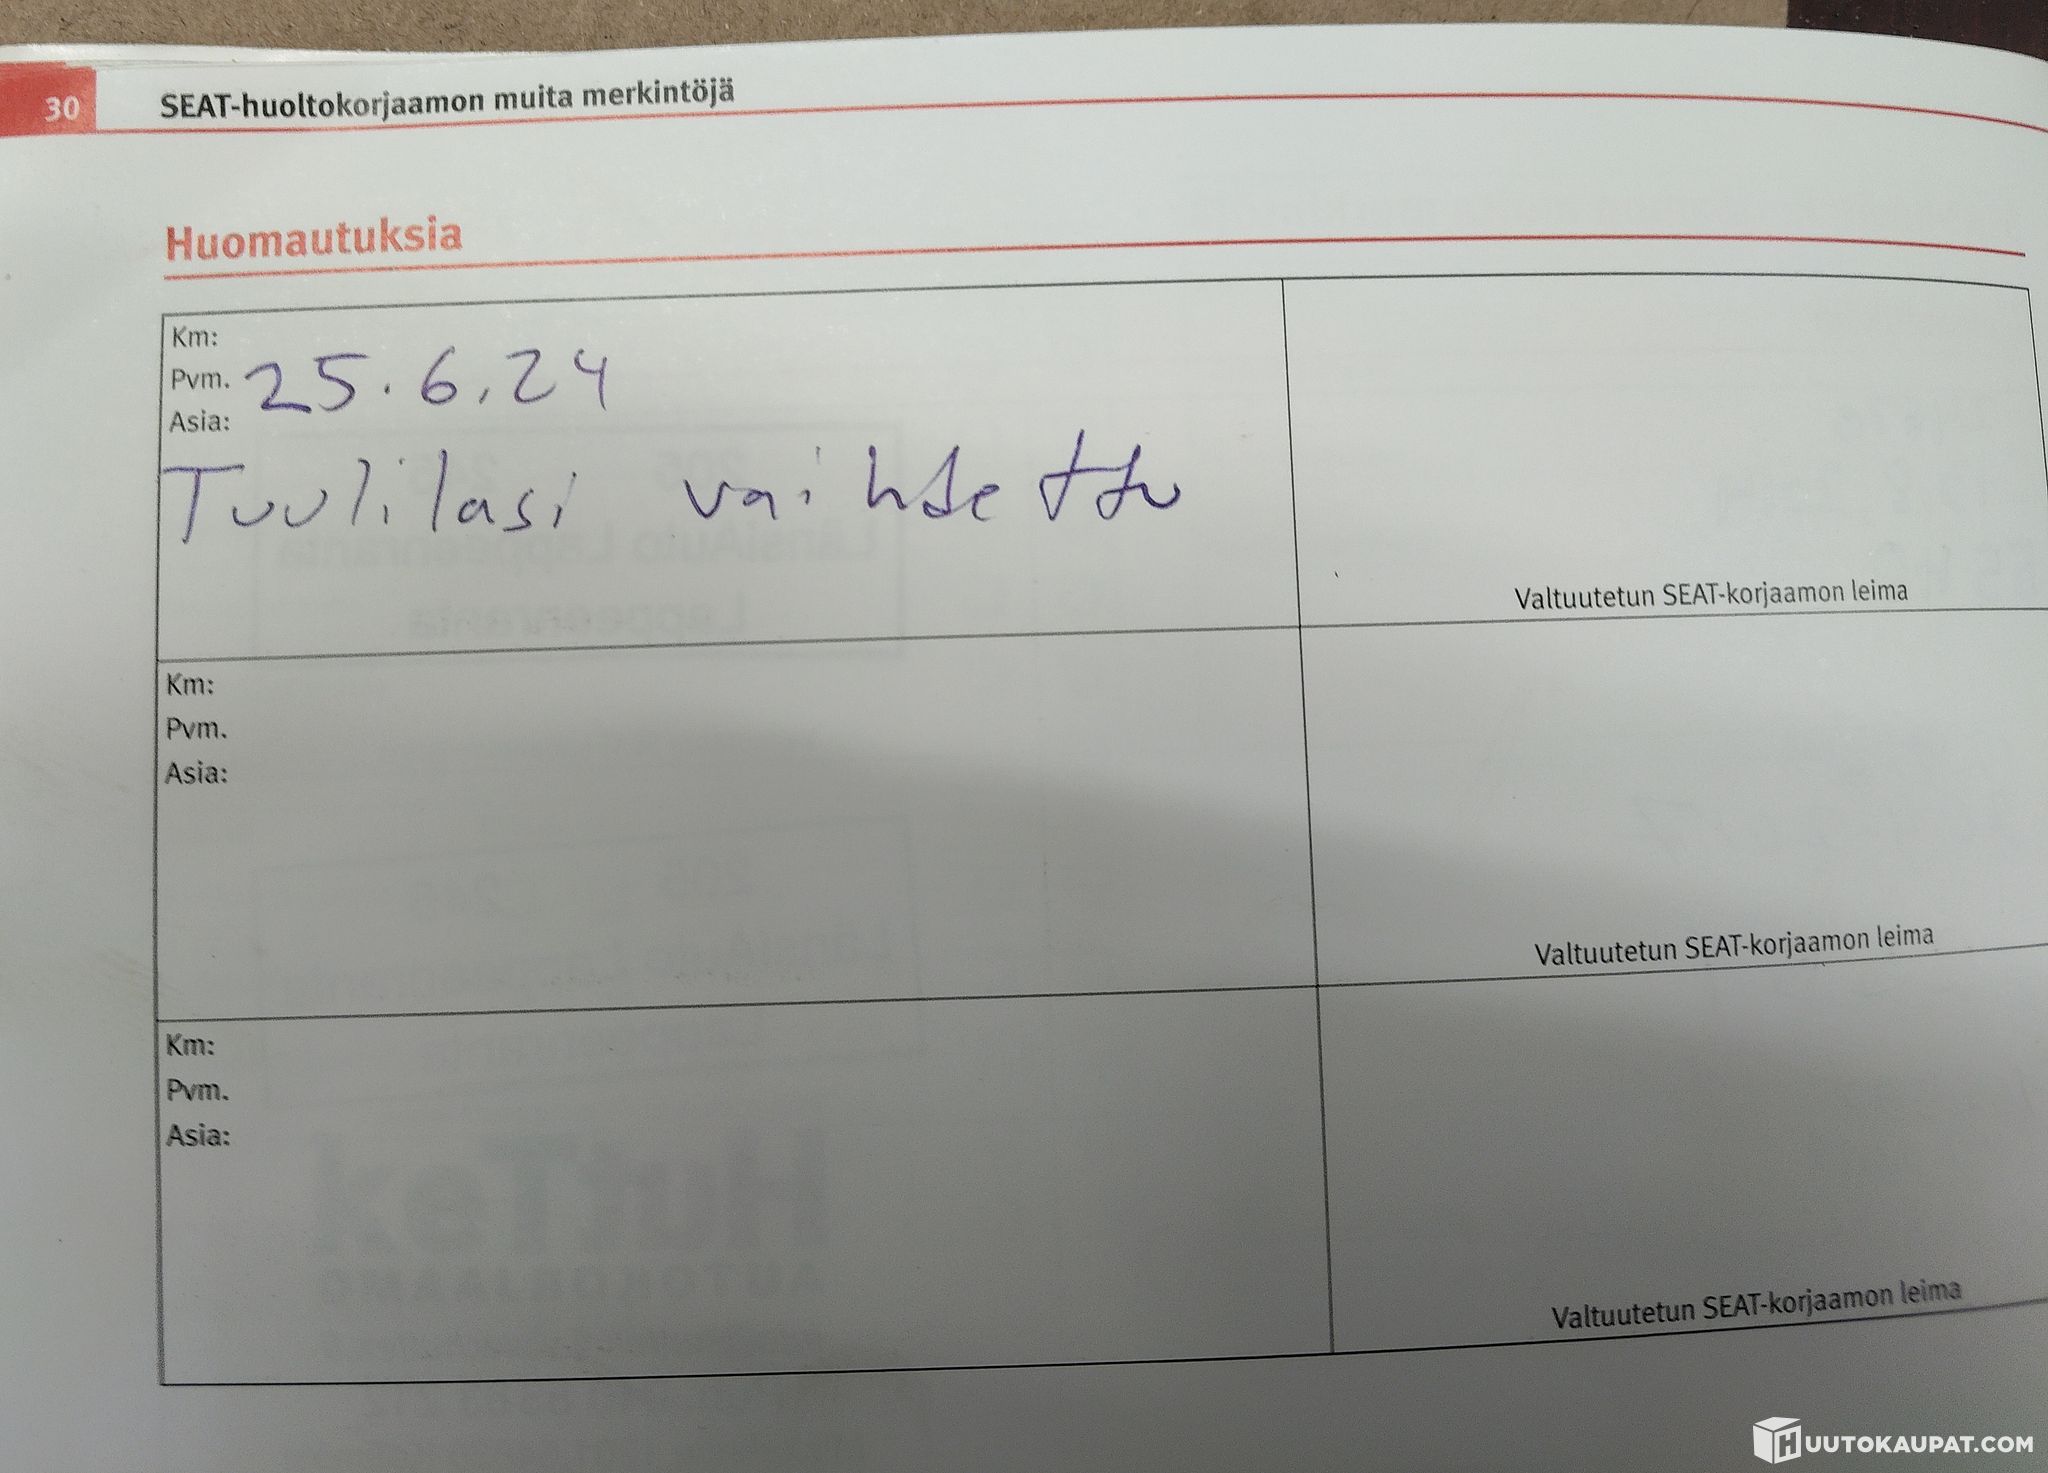 30 SEAT-huoltokorjaamon muita merkintöjä
Huomautuksia
Km:
Pvm. 25.6.24
Asia:
Tuulilasi vaihdettu
Valtuutetun SEAT-korjaamon leima
Km:
Pvm.
Asia:
Valtuutetun SEAT-korjaamon leima
Km:
Pvm.
Asia:
Valtuutetun SEAT-korjaamon leima
HUUTOKAUPAT.COM